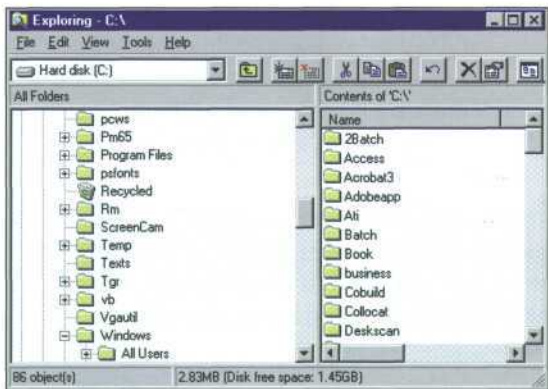 Exploring - C:\
File Edit View Tools Help
Hard disk (C:)
All Folders
Contents of 'C:\'
pcws
Pm65
Program Files
psfonts
Recycled
Rm
ScreenCam
Temp
Texts
Tgr
vb
Vgautil
Windows
All Users
Name
2Batch
Access
Acrobat3
Adobeapp
Ati
Batch
Book
business
Cobuild
Collocat
Deskscan
86 object(s)
2.83MB (Disk free space: 1.45GB)